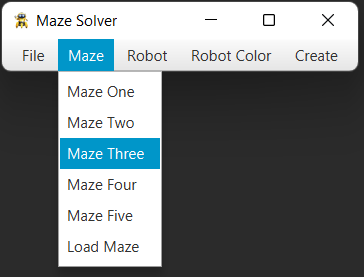 Maze Solver
File Maze Robot Robot Color Create
Maze One
Maze Two
Maze Three
Maze Four
Maze Five
Load Maze